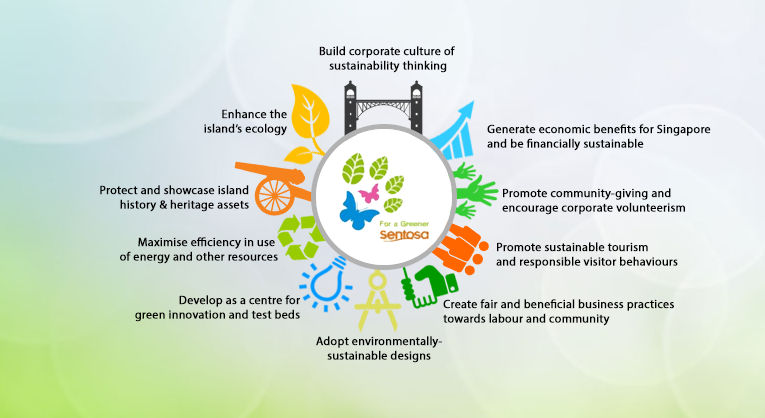 Build corporate culture of
sustainability thinking
Generate economic benefits for Singapore
and be financially sustainable
Promote community-giving and
encourage corporate volunteerism
Promote sustainable tourism
and responsible visitor behaviours
Create fair and beneficial business practices
towards labour and community
Adopt environmentally-
sustainable designs
Develop as a centre for
green innovation and test beds
Maximise efficiency in use
of energy and other resources
Protect and showcase island
history & heritage assets
Enhance the
island's ecology
For a Greener
Sentosa